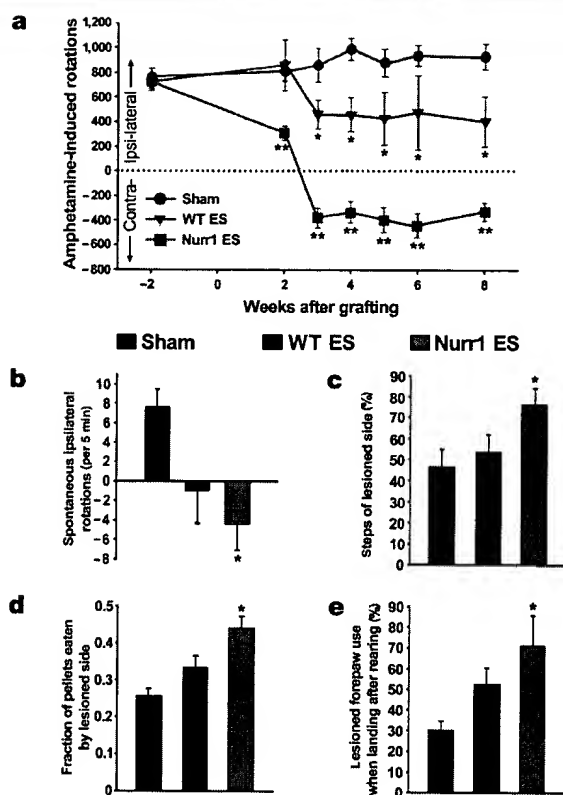 a
Amphetamine-induced rotations
Contra- Ipsi-lateral
1,000
800
600
400
200
0
−200
−400
−600
−800
** * * * * *
** ** ** ** **
Sham
WT ES
Nurr1 ES
−2 0 2 4 6 8
Weeks after grafting
Sham WT ES Nurr1 ES
b
Spontaneous ipsilateral
rotations (per 5 min)
8
6
4
2
0
−2
−4
−6
−8
*
c
Steps of lesioned side (%)
90
80
70
60
50
40
30
20
10
0
*
d
Fraction of pellets eaten
by lesioned side
0.5
0.4
0.3
0.2
0.1
0
*
e
Lesioned forepaw use
when landing after rearing (%)
90
80
70
60
50
40
30
20
10
0
*